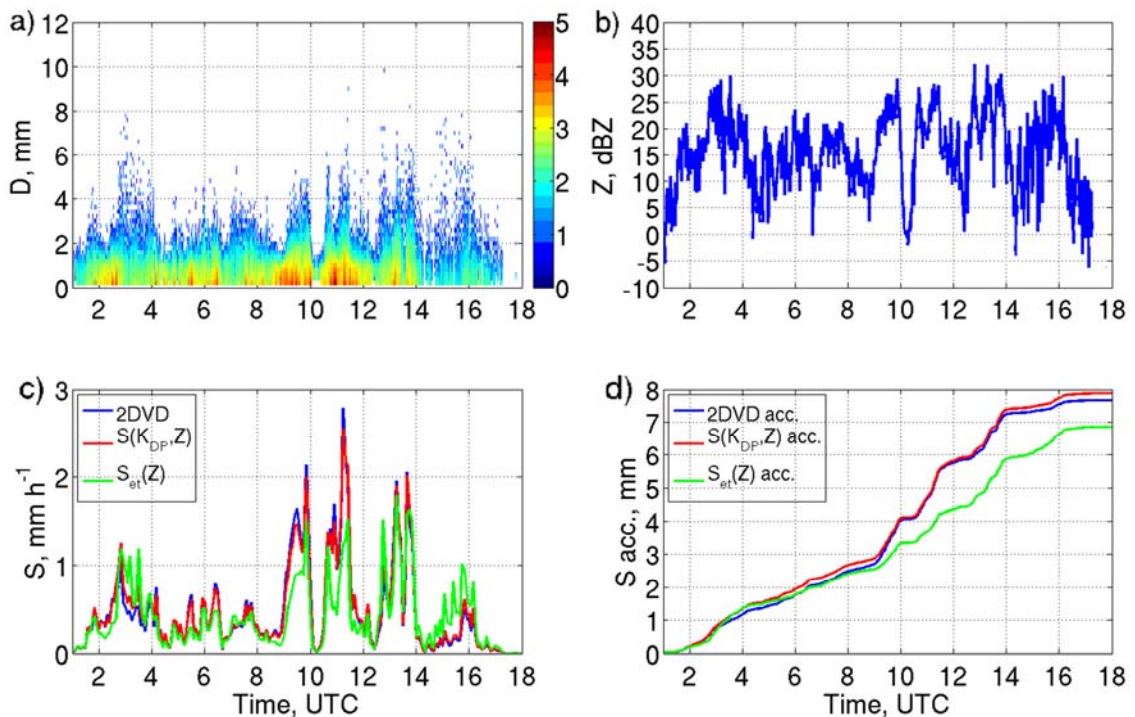 a)
12
10
8
6
4
2
0
D, mm
2 4 6 8 10 12 14 16 18
5
4
3
2
1
0
b)
40
35
30
25
20
15
10
5
0
-5
-10
Z, dBZ
2 4 6 8 10 12 14 16 18
c)
3
2
1
0
S, mm h⁻¹
2DVD
S(K_DP,Z)
S_et(Z)
2 4 6 8 10 12 14 16 18
Time, UTC
d)
8
7
6
5
4
3
2
1
0
S acc., mm
2DVD acc.
S(K_DP,Z) acc.
S_et(Z) acc.
2 4 6 8 10 12 14 16 18
Time, UTC